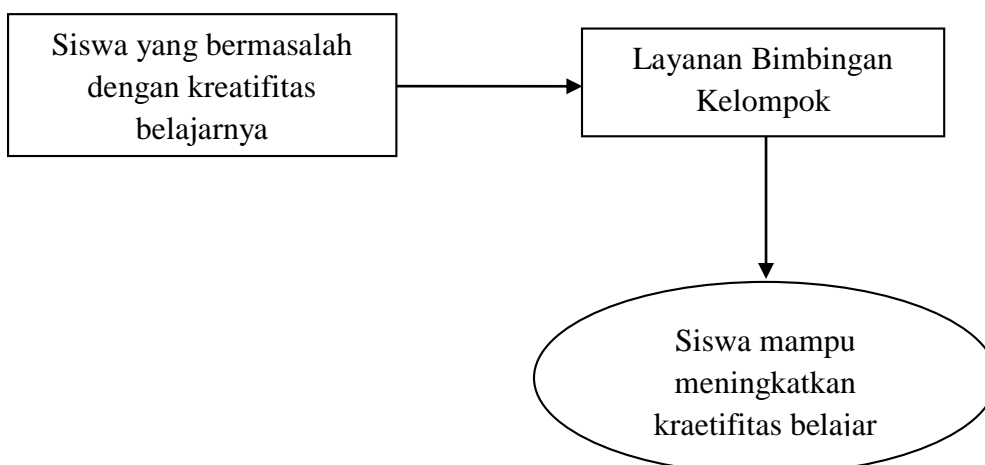 Siswa yang bermasalah
dengan kreatifitas
belajarnya
Layanan Bimbingan
Kelompok
Siswa mampu
meningkatkan
kraetifitas belajar